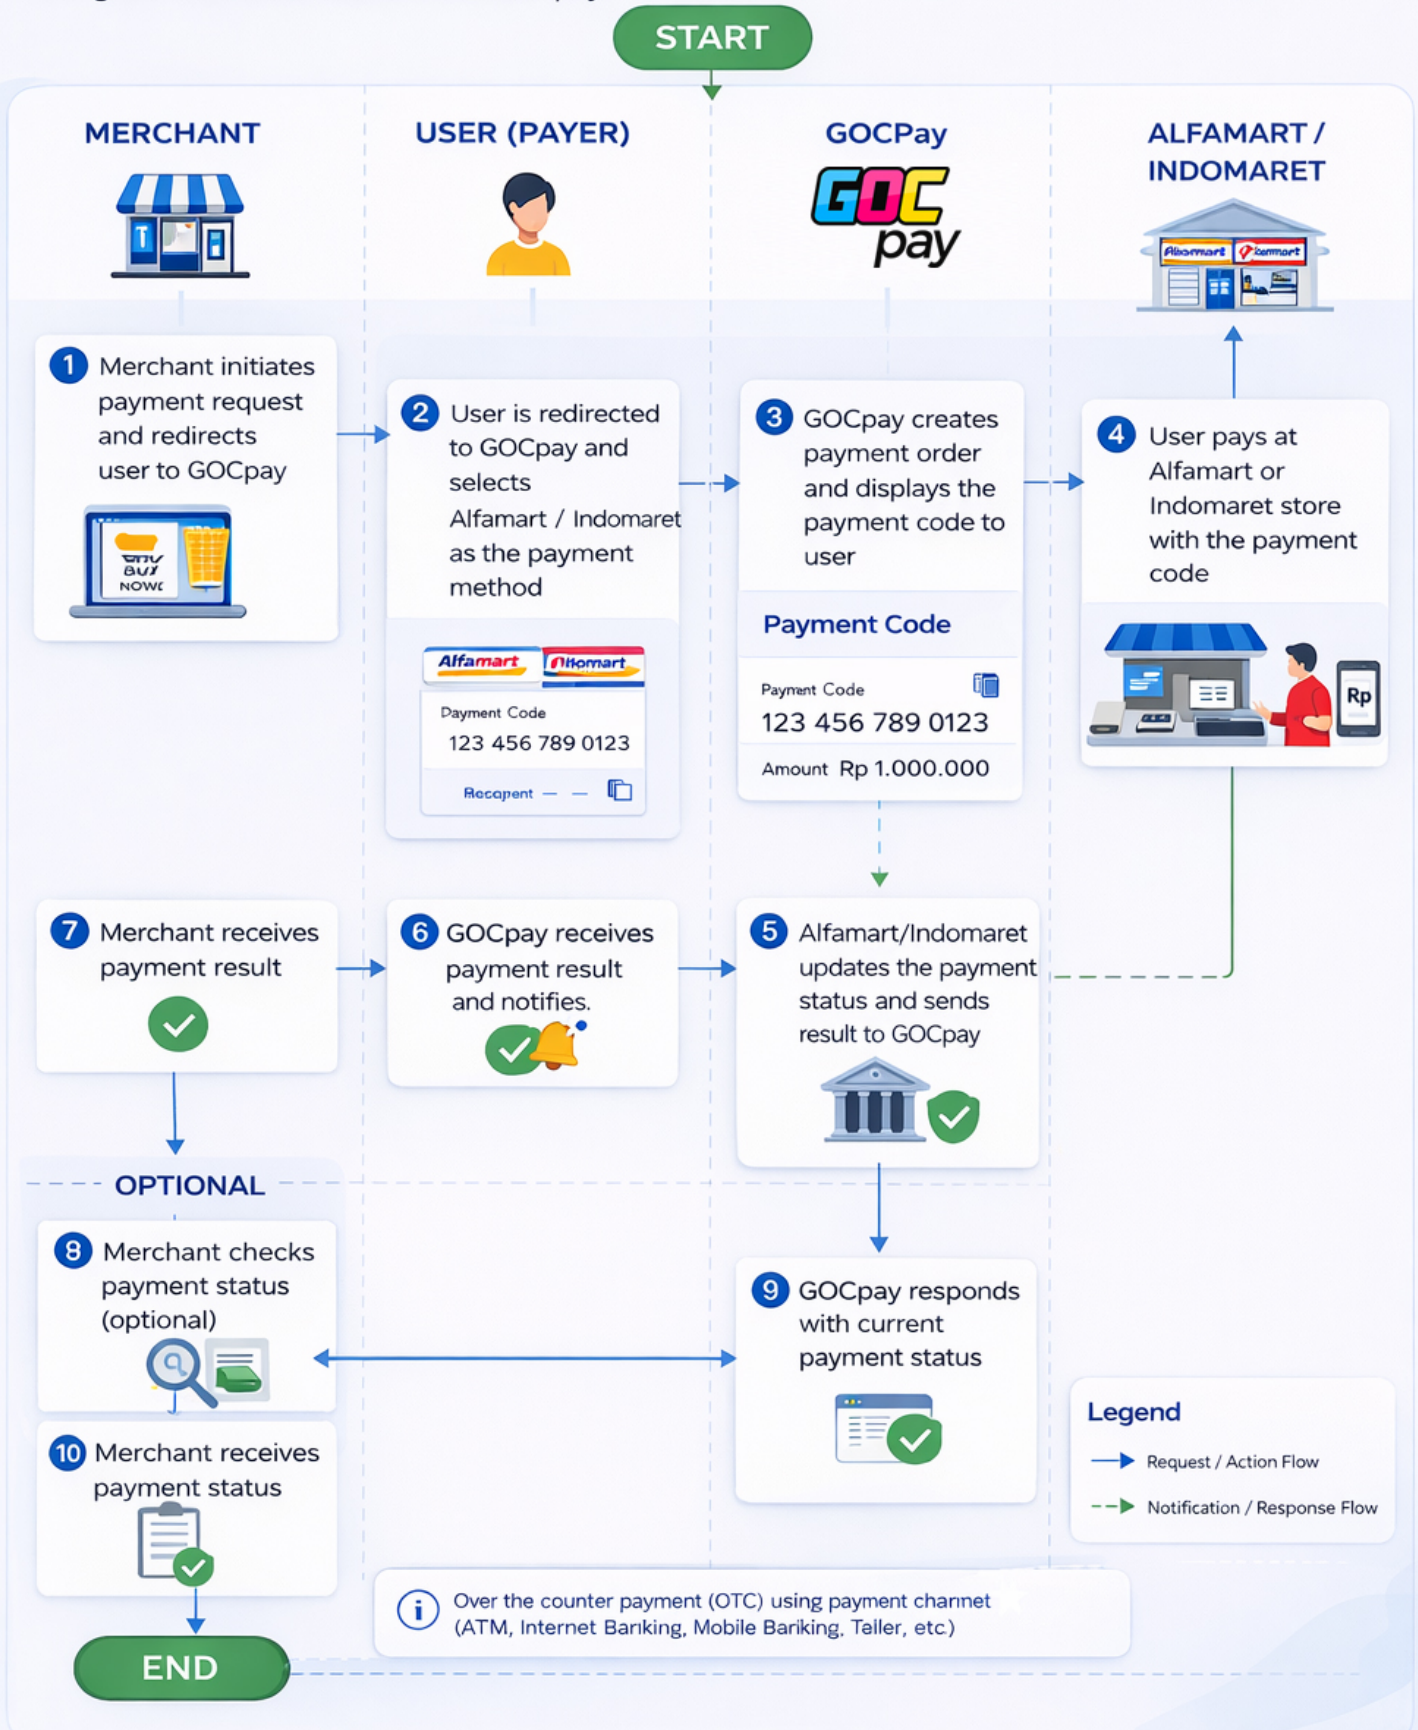 START
MERCHANT
USER (PAYER)
GOCPay
ALFAMART /
INDOMARET
GOC
pay
1
Merchant initiates
payment request
and redirects
user to GOCpay
BUY
2
User is redirected
to GOCpay and
selects
Alfamart / Indomaret
as the payment
method
Alfamart
Payment Code
123 456 789 0123
3
GOCpay creates
payment order
and displays the
payment code to
user
Payment Code
Payment Code
123 456 789 0123
Amount Rp 1.000.000
4
User pays at
Alfamart or
Indomaret store
with the payment
code
Rp
7
Merchant receives
payment result
6
GOCpay receives
payment result
and notifies.
5
Alfamart/Indomaret
updates the payment
status and sends
result to GOCpay
OPTIONAL
8
Merchant checks
payment status
(optional)
9
GOCpay responds
with current
payment status
10
Merchant receives
payment status
Legend
Request / Action Flow
Notification / Response Flow
i
Over the counter payment (OTC) using payment channet
(ATM, Internet Bariking, Mobile Bariking, Taller, etc.)
END